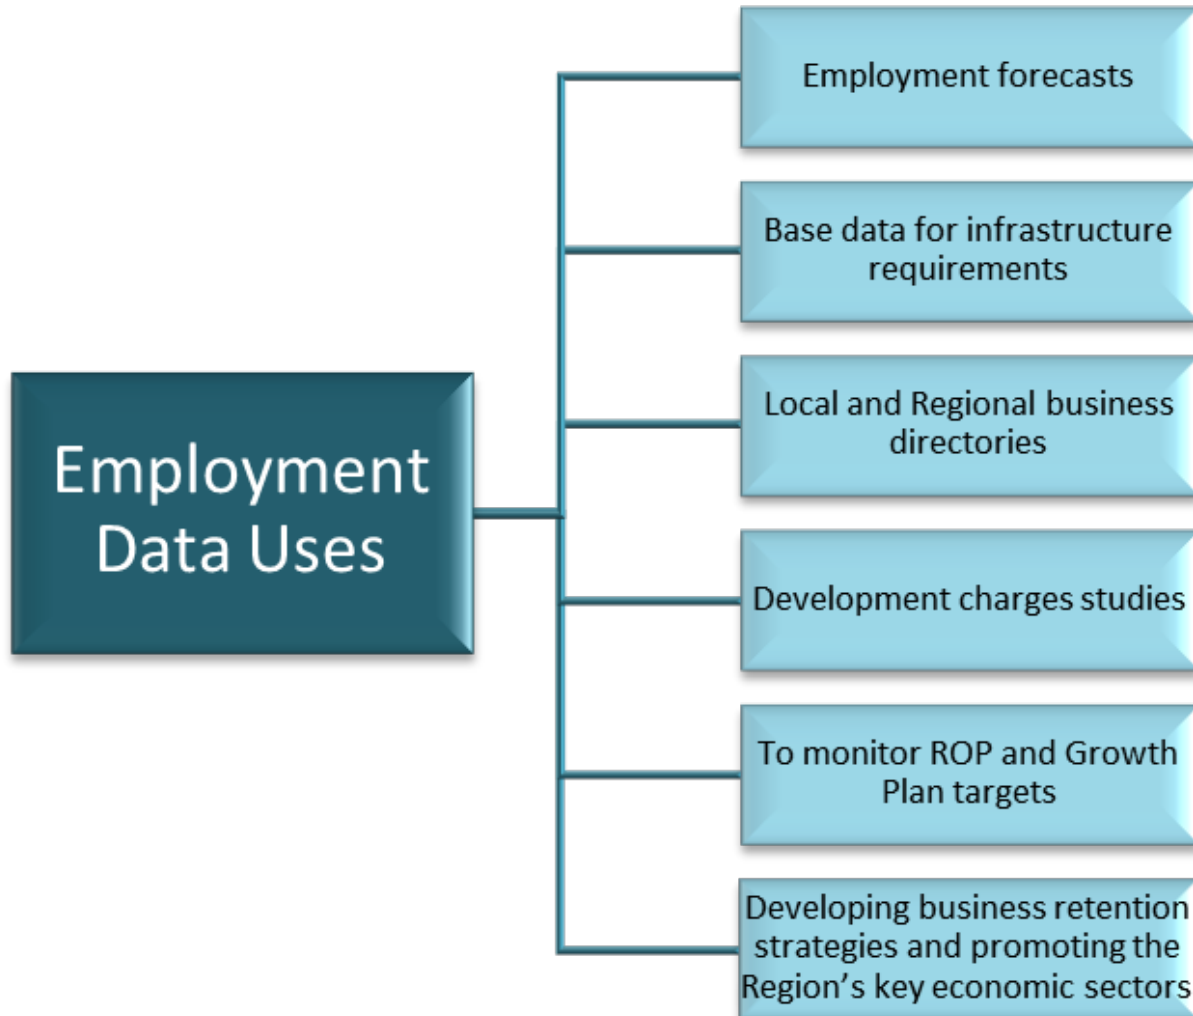 Employment forecasts
Base data for infrastructure
requirements
Local and Regional business
directories
Employment
Data Uses
Development charges studies
To monitor ROP and Growth
Plan targets
Developing business retention
strategies and promoting the
Region’s key economic sectors